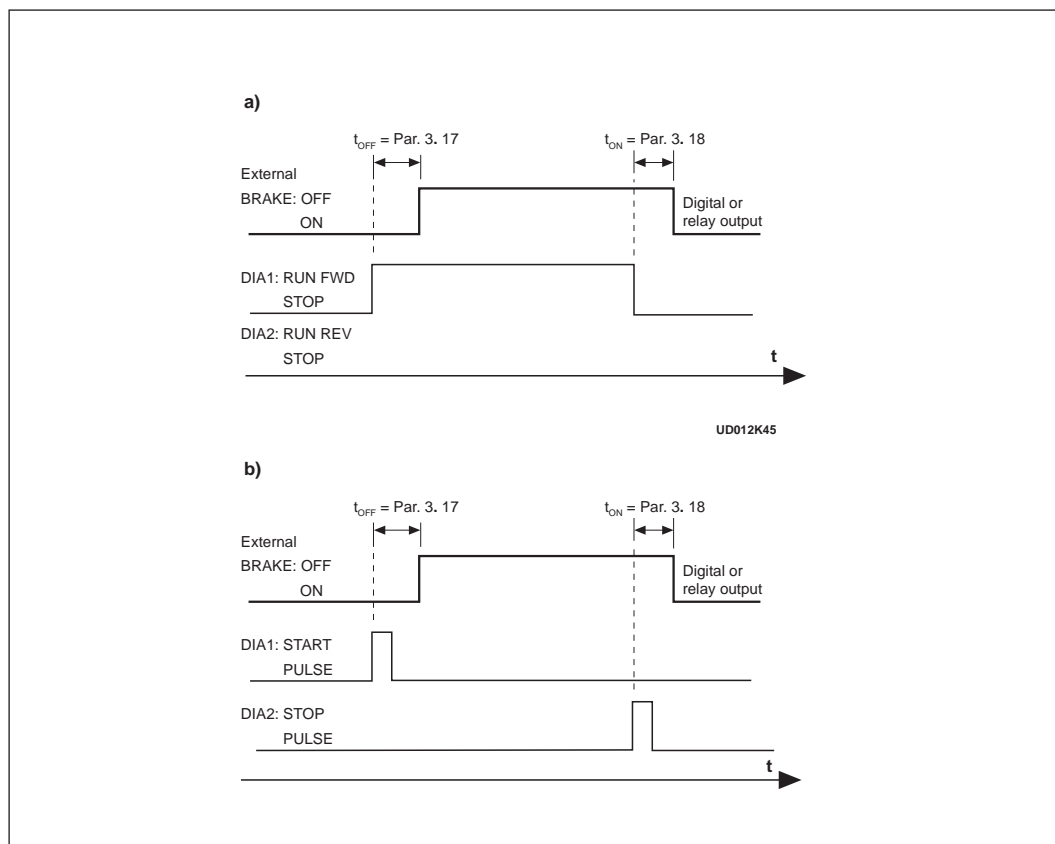 a)
t_OFF = Par. 3. 17
t_ON = Par. 3. 18
External
BRAKE: OFF
ON
Digital or
relay output
DIA1: RUN FWD
STOP
DIA2: RUN REV
STOP
t
UD012K45
b)
t_OFF = Par. 3. 17
t_ON = Par. 3. 18
External
BRAKE: OFF
ON
Digital or
relay output
DIA1: START
PULSE
DIA2: STOP
PULSE
t